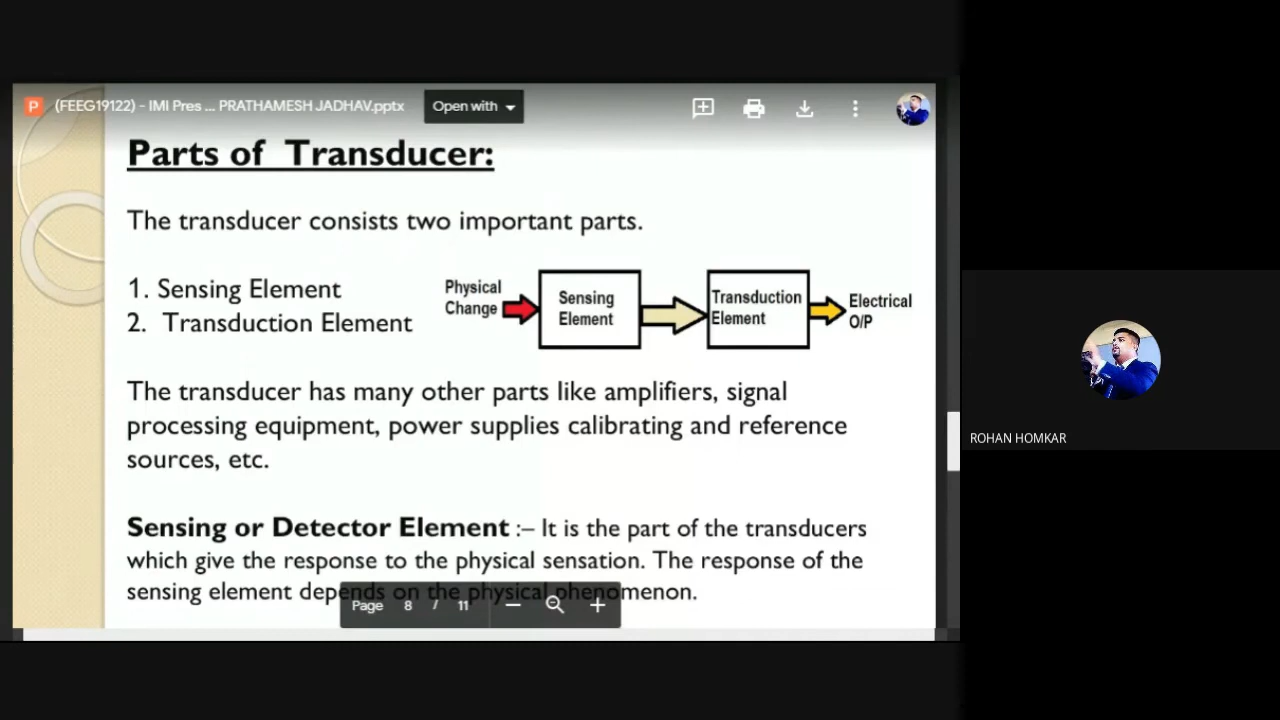 P (FEEG19122) - IMI Pres ... PRATHAMESH JADHAV.pptx Open with
Parts of Transducer:
The transducer consists two important parts.
1. Sensing Element
2. Transduction Element
Physical
Change
Sensing
Element
Transduction
Element
Electrical
O/P
The transducer has many other parts like amplifiers, signal
processing equipment, power supplies calibrating and reference
sources, etc.
Sensing or Detector Element :– It is the part of the transducers
which give the response to the physical sensation. The response of the
sensing element depends on the physical phenomenon.
Page 8 / 11
ROHAN HOMKAR